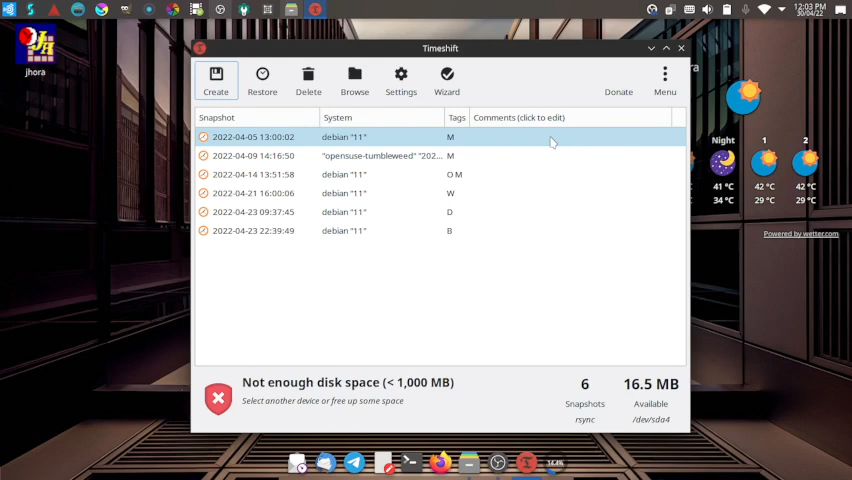 12:03 PM
30/04/22
jhora
Timeshift
Create
Restore
Delete
Browse
Settings
Wizard
Donate
Menu
Snapshot System Tags Comments (click to edit)
2022-04-05 13:00:02 debian "11" M
2022-04-09 14:16:50 "opensuse-tumbleweed" "202... M
2022-04-14 13:51:58 debian "11" O M
2022-04-21 16:00:06 debian "11" W
2022-04-23 09:37:45 debian "11" D
2022-04-23 22:39:49 debian "11" B
Not enough disk space (< 1,000 MB)
Select another device or free up some space
6
Snapshots
rsync
16.5 MB
Available
/dev/sda4
ra
Night 1 2
41 °C 42 °C 42 °C
34 °C 29 °C 29 °C
Powered by wetter.com
14.4%